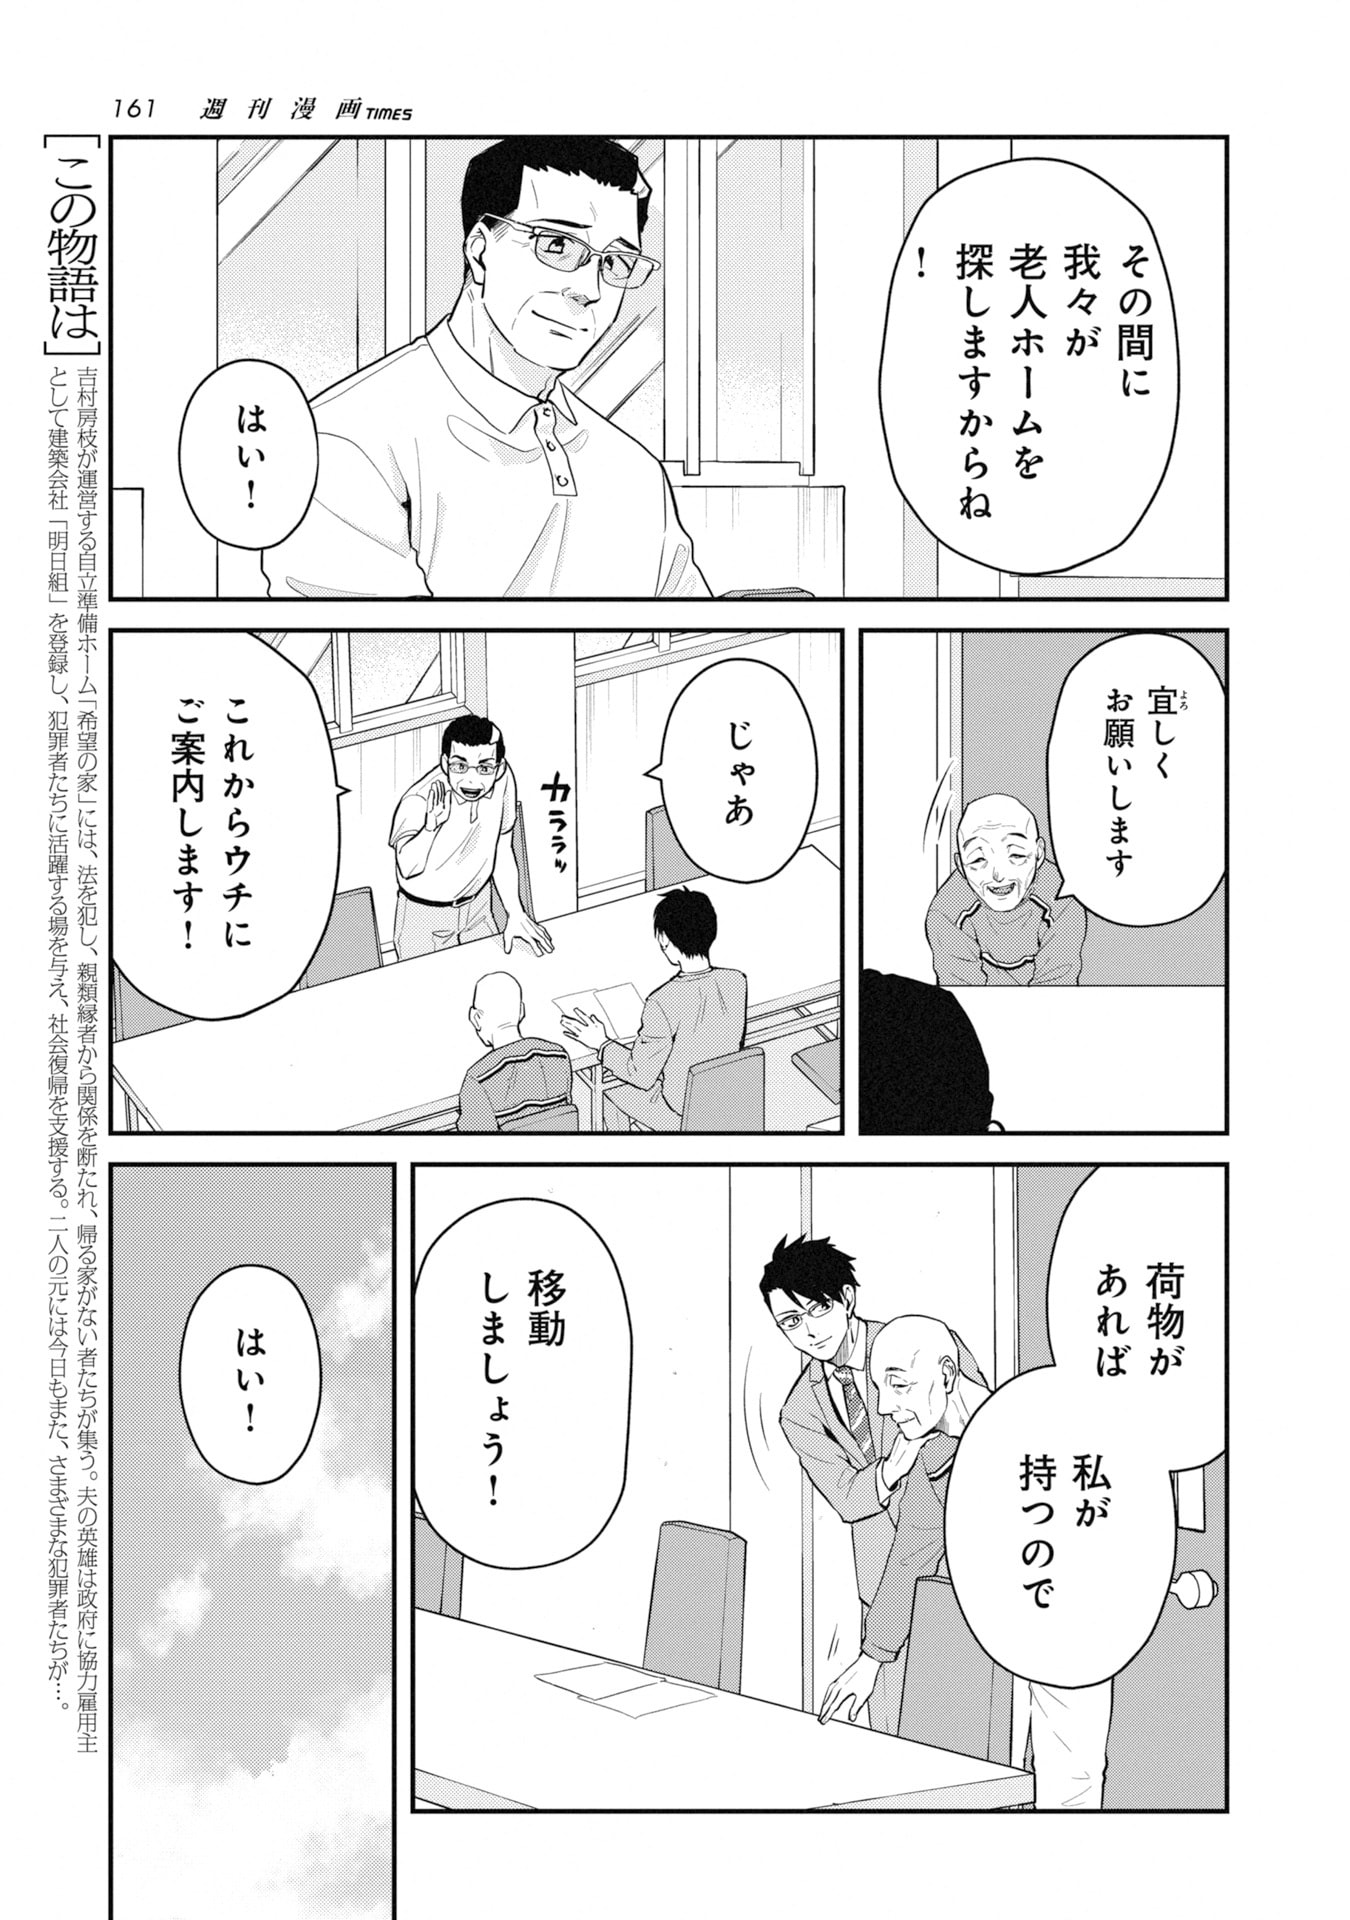 161 週刊漫画TIMES
[この物語は]
吉村房枝が運営する自立準備ホーム「希望の家」には、法を犯し、親類縁者から関係を断たれ、帰る家がない者たちが集う。夫の英雄は政府に協力雇用主
として建築会社「明日組」を登録し、犯罪者たちに活躍する場を与え、社会復帰を支援する。二人の元には今日もまた、さまざまな犯罪者たちが…。
その間に
我々が
老人ホームを
探しますからね
！
はい！
宜しく
よろ
お願いします
じゃあ
カラララッ
これからウチに
ご案内します！
荷物が
あれば
私が
持つので
移動
しましょう！
はい！